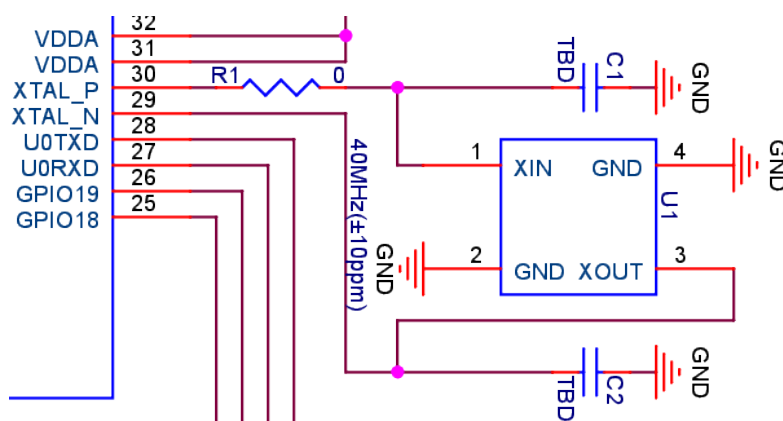 32
VDDA
31
VDDA
30
XTAL_P
R1
0
29
XTAL_N
28
U0TXD
27
U0RXD
26
GPIO19
25
GPIO18
40MHz(±10ppm)
TBD
C1
GND
1
XIN
GND
4
GND
U1
GND
2
GND
XOUT
3
TBD
C2
GND